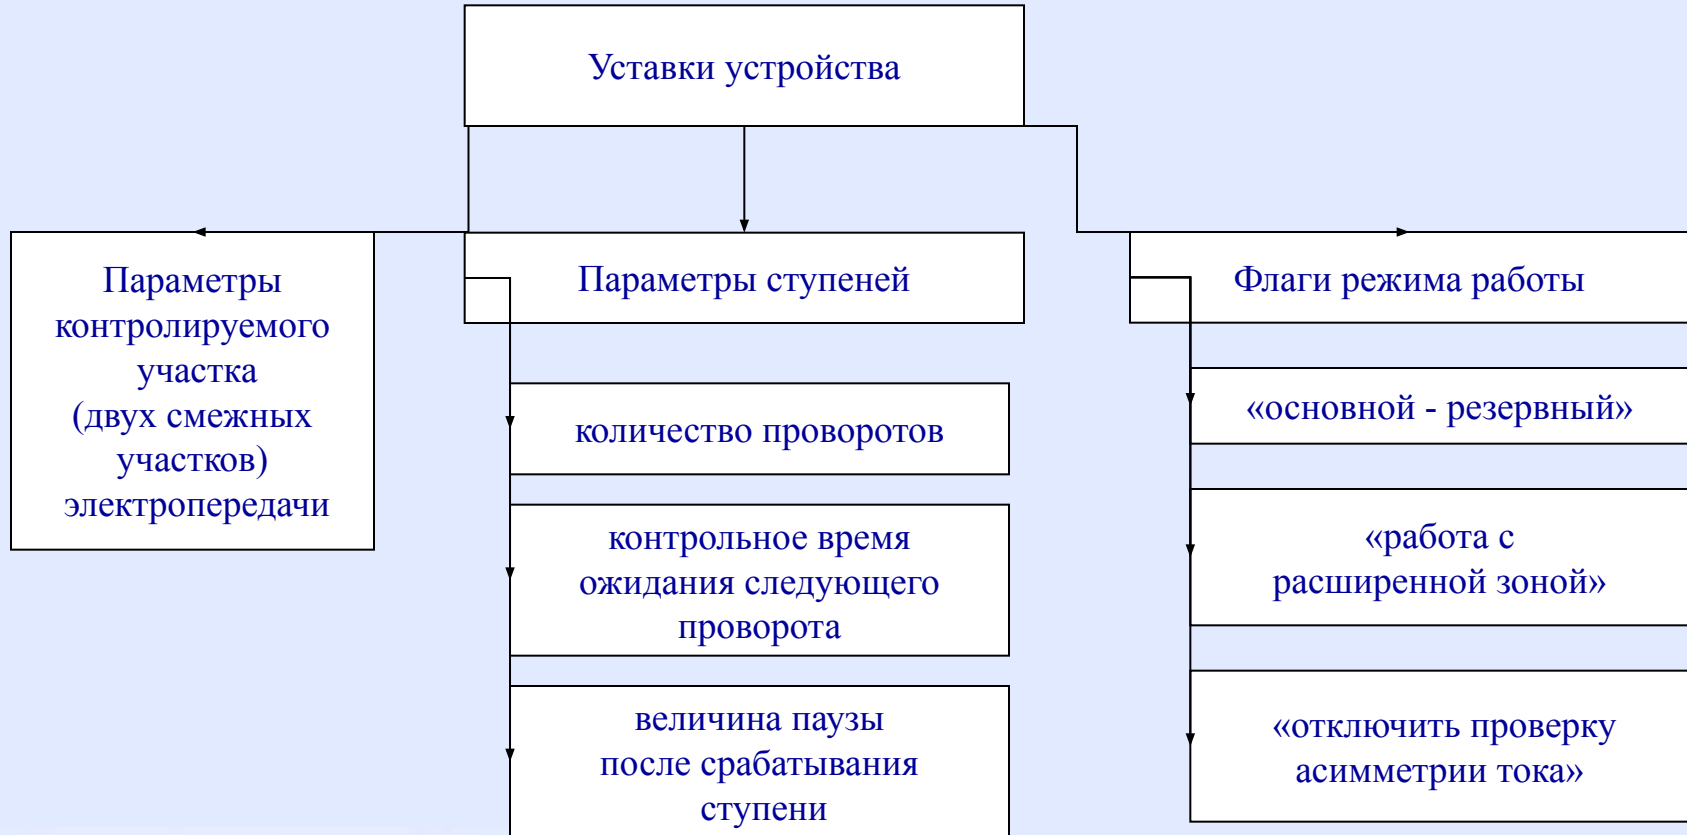 Уставки устройства
Параметры
контролируемого
участка
(двух смежных
участков)
электропередачи
Параметры ступеней
количество проворотов
контрольное время
ожидания следующего
проворота
величина паузы
после срабатывания
ступени
Флаги режима работы
«основной - резервный»
«работа с
расширенной зоной»
«отключить проверку
асимметрии тока»